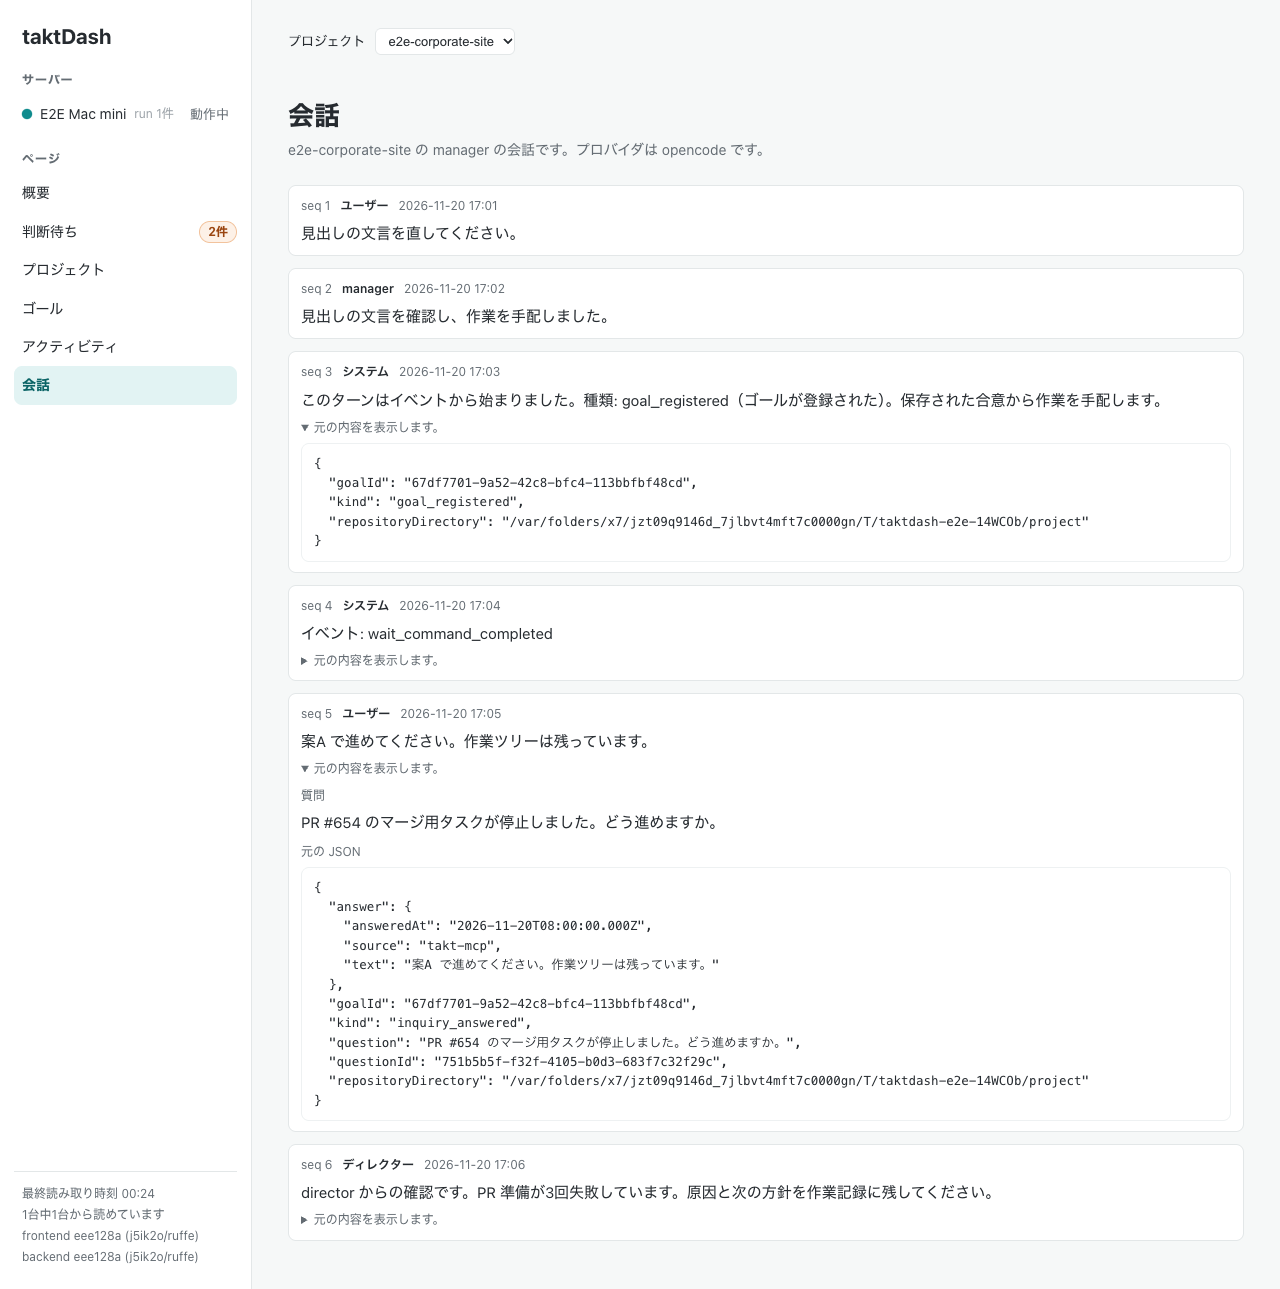 taktDash
サーバー
E2E Mac mini run 1件 動作中
ページ
概要
判断待ち 2件
プロジェクト
ゴール
アクティビティ
会話
最終読み取り時刻 00:24
1台中1台から読めています
frontend eee128a (j5ik2o/ruffe)
backend eee128a (j5ik2o/ruffe)
プロジェクト e2e-corporate-site
会話
e2e-corporate-site の manager の会話です。プロバイダは opencode です。
seq 1 ユーザー 2026-11-20 17:01
見出しの文言を直してください。
seq 2 manager 2026-11-20 17:02
見出しの文言を確認し、作業を手配しました。
seq 3 システム 2026-11-20 17:03
このターンはイベントから始まりました。種類: goal_registered（ゴールが登録された）。保存された合意から作業を手配します。
▼ 元の内容を表示します。
{
  "goalId": "67df7701-9a52-42c8-bfc4-113bbfbf48cd",
  "kind": "goal_registered",
  "repositoryDirectory": "/var/folders/x7/jzt09q9146d_7jlbvt4mft7c0000gn/T/taktdash-e2e-14WCOb/project"
}
seq 4 システム 2026-11-20 17:04
イベント: wait_command_completed
▶ 元の内容を表示します。
seq 5 ユーザー 2026-11-20 17:05
案A で進めてください。作業ツリーは残っています。
▼ 元の内容を表示します。
質問
PR #654 のマージ用タスクが停止しました。どう進めますか。
元の JSON
{
  "answer": {
    "answeredAt": "2026-11-20T08:00:00.000Z",
    "source": "takt-mcp",
    "text": "案A で進めてください。作業ツリーは残っています。"
  },
  "goalId": "67df7701-9a52-42c8-bfc4-113bbfbf48cd",
  "kind": "inquiry_answered",
  "question": "PR #654 のマージ用タスクが停止しました。どう進めますか。",
  "questionId": "751b5b5f-f32f-4105-b0d3-683f7c32f29c",
  "repositoryDirectory": "/var/folders/x7/jzt09q9146d_7jlbvt4mft7c0000gn/T/taktdash-e2e-14WCOb/project"
}
seq 6 ディレクター 2026-11-20 17:06
director からの確認です。PR 準備が3回失敗しています。原因と次の方針を作業記録に残してください。
▶ 元の内容を表示します。